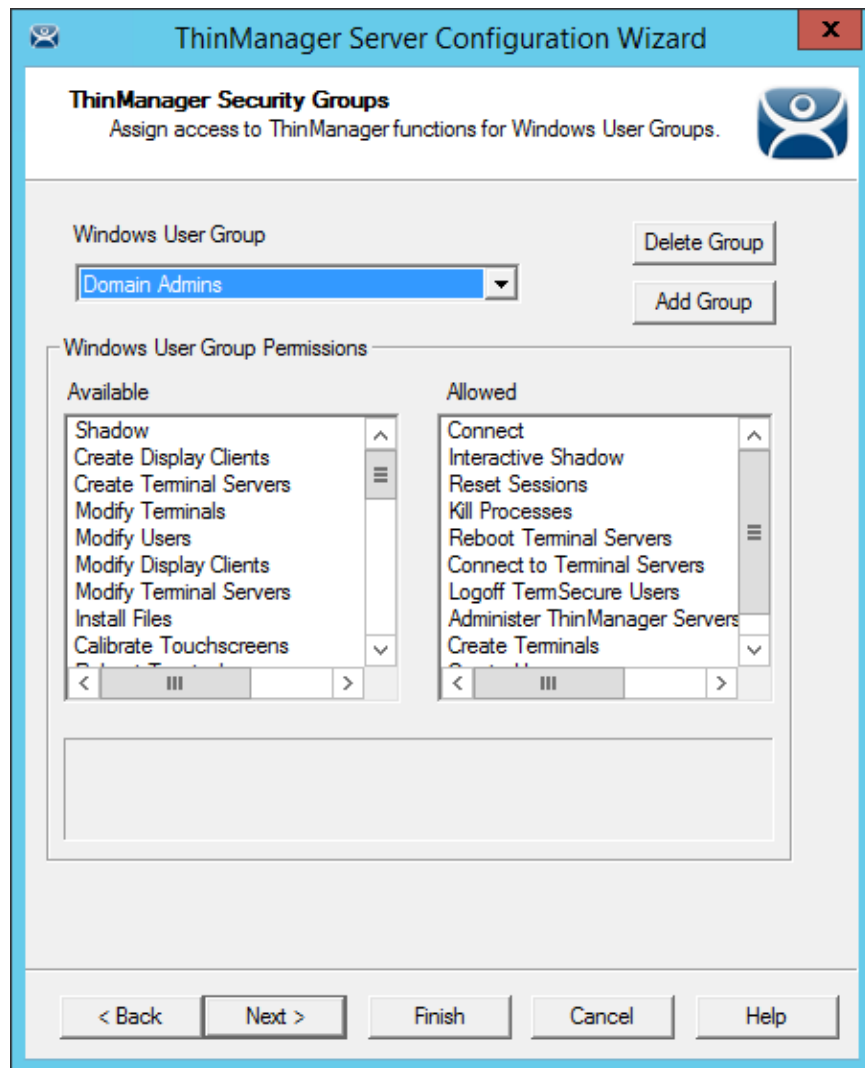 ThinManager Server Configuration Wizard
x
ThinManager Security Groups
Assign access to ThinManager functions for Windows User Groups.
Windows User Group
Delete Group
Domain Admins
Add Group
Windows User Group Permissions
Available
Allowed
Shadow
Create Display Clients
Create Terminal Servers
Modify Terminals
Modify Users
Modify Display Clients
Modify Terminal Servers
Install Files
Calibrate Touchscreens
Connect
Interactive Shadow
Reset Sessions
Kill Processes
Reboot Terminal Servers
Connect to Terminal Servers
Logoff TermSecure Users
Administer ThinManager Servers
Create Terminals
< Back
Next >
Finish
Cancel
Help